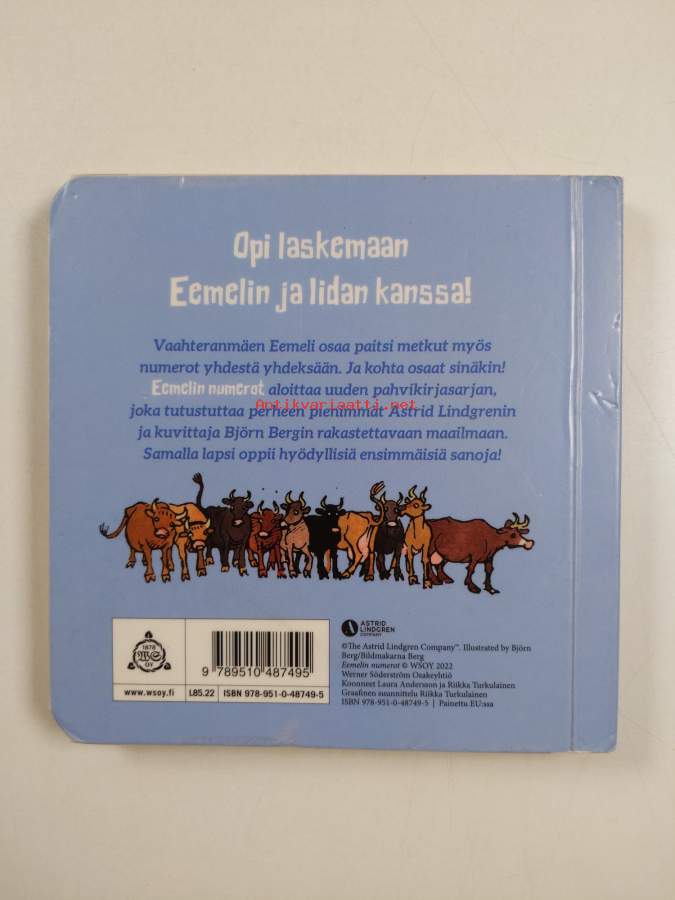 Opi laskemaan
Eemelin ja Iidan kanssa!
Vaahteranmäen Eemeli osaa paitsi metkut myös
numerot yhdestä yhdeksään. Ja kohta osaat sinäkin!
Eemelin numerot aloittaa uuden pahvikirjasarjan,
Antikvariaatti.net
joka tutustuttaa perheen pienimmät Astrid Lindgrenin
ja kuvittaja Björn Bergin rakastettavaan maailmaan.
Samalla lapsi oppii hyödyllisiä ensimmäisiä sanoja!
1878
WS
OY
9 789510 487495
www.wsoy.fi
L85.22
ISBN 978-951-0-48749-5
ASTRID
LINDGREN
COMPANY
©The Astrid Lindgren Company™. Illustrated by Björn
Berg/Bildmakarna Berg
Eemelin numerot © WSOY 2022
Werner Söderström Osakeyhtiö
Koonneet Laura Andersson ja Riikka Turkulainen
Graafinen suunnittelu Riikka Turkulainen
ISBN 978-951-0-48749-5 | Painettu EU:ssa